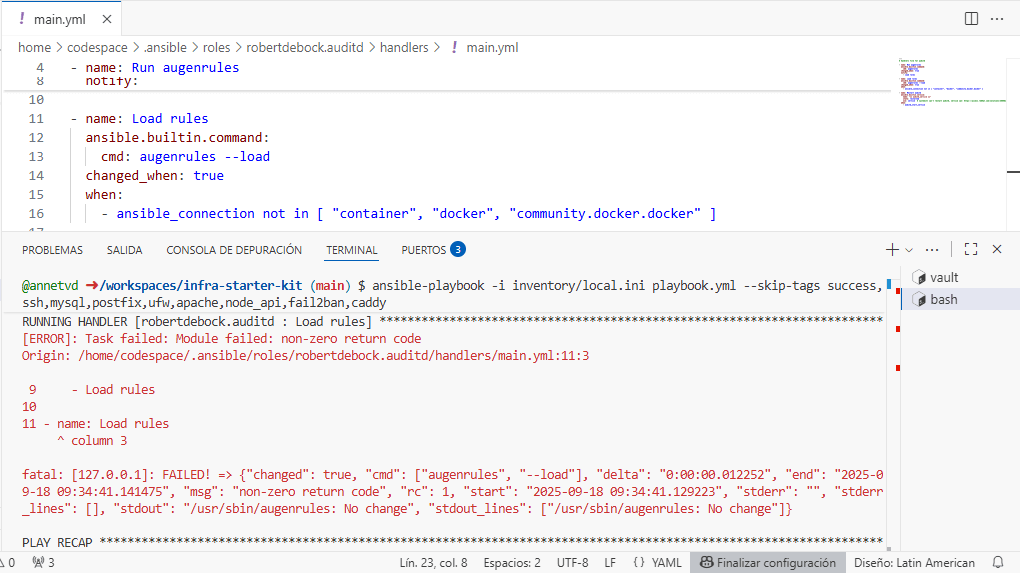 main.yml
home > codespace > .ansible > roles > robertdebock.auditd > handlers > ! main.yml
4 - name: Run augenrules
8 notify:
10
11 - name: Load rules
12 ansible.builtin.command:
13 cmd: augenrules --load
14 changed_when: true
15 when:
16 - ansible_connection not in [ "container", "docker", "community.docker.docker" ]
17
PROBLEMAS SALIDA CONSOLA DE DEPURACIÓN TERMINAL PUERTOS 3
@annetvd ➜/workspaces/infra-starter-kit (main) $ ansible-playbook -i inventory/local.ini playbook.yml --skip-tags success,
ssh,mysql,postfix,ufw,apache,node_api,fail2ban,caddy
RUNNING HANDLER [robertdebock.auditd : Load rules] ************************************************************************
[ERROR]: Task failed: Module failed: non-zero return code
Origin: /home/codespace/.ansible/roles/robertdebock.auditd/handlers/main.yml:11:3
9 - Load rules
10
11 - name: Load rules
^ column 3
fatal: [127.0.0.1]: FAILED! => {"changed": true, "cmd": ["augenrules", "--load"], "delta": "0:00:00.012252", "end": "2025-0
9-18 09:34:41.141475", "msg": "non-zero return code", "rc": 1, "start": "2025-09-18 09:34:41.129223", "stderr": "", "stderr
_lines": [], "stdout": "/usr/sbin/augenrules: No change", "stdout_lines": ["/usr/sbin/augenrules: No change"]}
PLAY RECAP ****************************************************************************************************************
vault
bash
0 3 Lín. 23, col. 8 Espacios: 2 UTF-8 LF {} YAML Finalizar configuración Diseño: Latin American